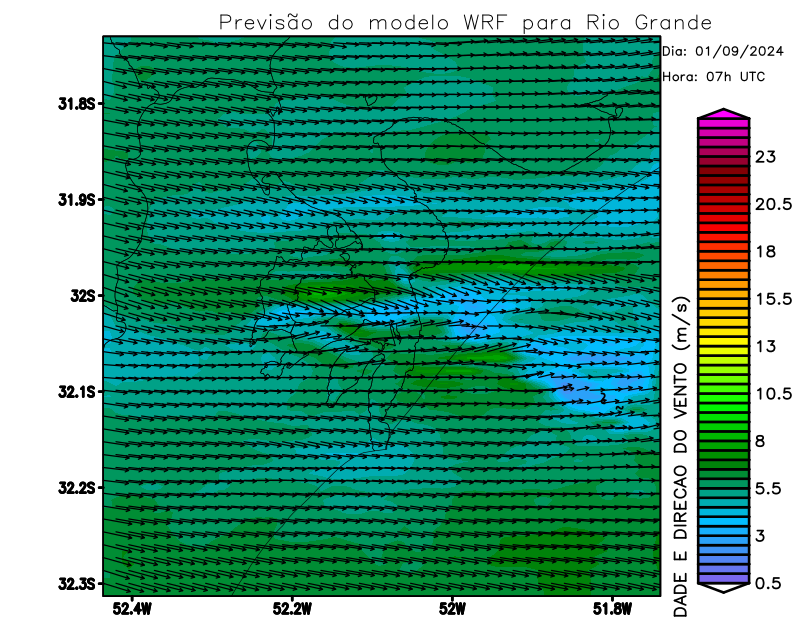 Previsão do modelo WRF para Rio Grande
Dia: 01/09/2024
Hora: 07h UTC
31.8S
31.9S
32S
32.1S
32.2S
32.3S
52.4W
52.2W
52W
51.8W
DADE E DIRECAO DO VENTO (m/s)
23
20.5
18
15.5
13
10.5
8
5.5
3
0.5